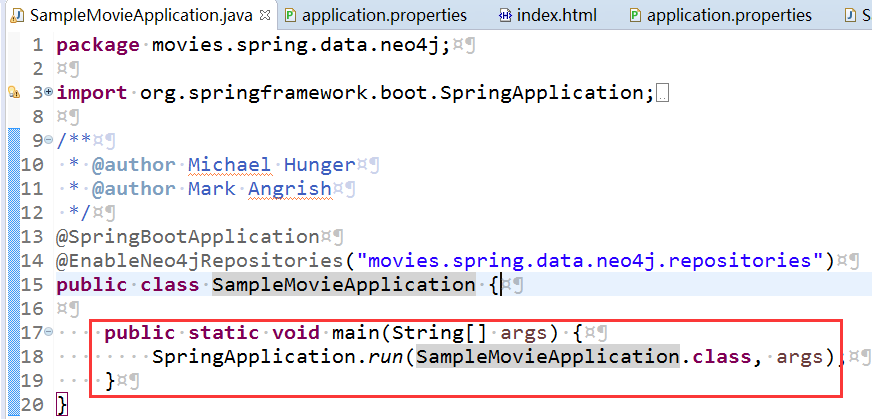 SampleMovieApplication.java application.properties index.html application.properties S
1 package movies.spring.data.neo4j;
2
3 import org.springframework.boot.SpringApplication;
8
9 /**
10  * @author Michael Hunger
11  * @author Mark Angrish
12  */
13 @SpringBootApplication
14 @EnableNeo4jRepositories("movies.spring.data.neo4j.repositories")
15 public class SampleMovieApplication {
16
17     public static void main(String[] args) {
18         SpringApplication.run(SampleMovieApplication.class, args);
19     }
20 }